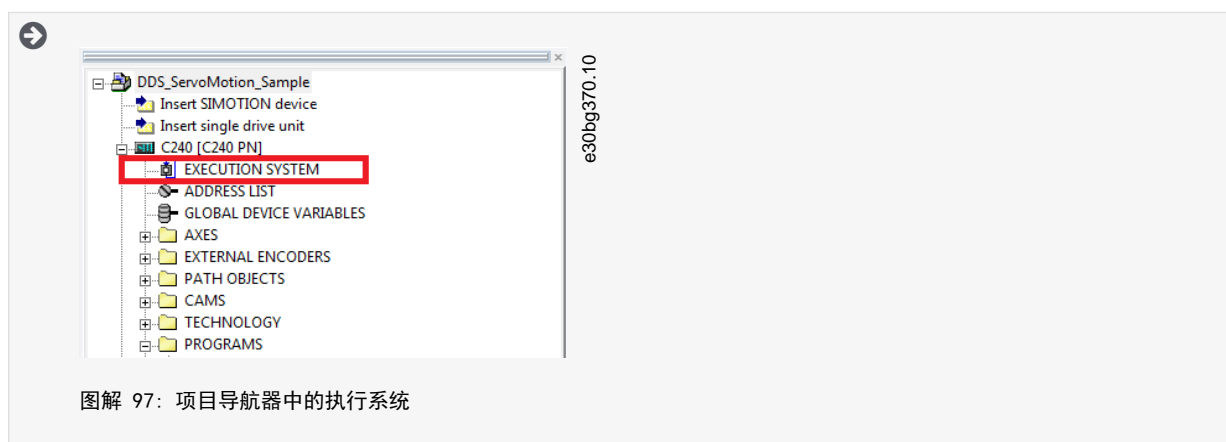 DDS_ServoMotion_Sample
Insert SIMOTION device
Insert single drive unit
C240 [C240 PN]
EXECUTION SYSTEM
ADDRESS LIST
GLOBAL DEVICE VARIABLES
AXES
EXTERNAL ENCODERS
PATH OBJECTS
CAMS
TECHNOLOGY
PROGRAMS
e30bg370.10
图解 97: 项目导航器中的执行系统